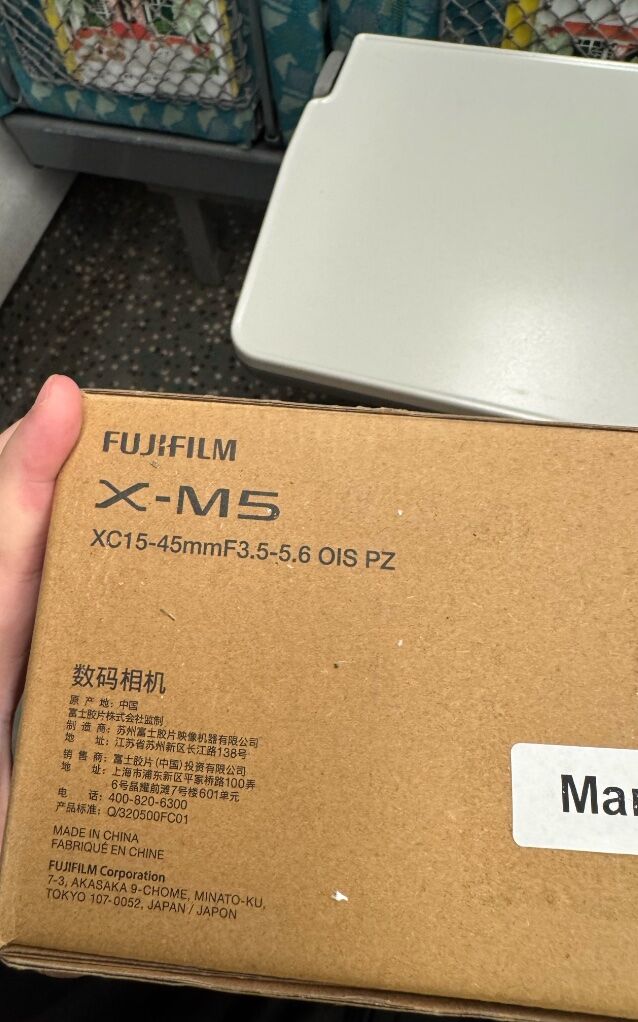 FUJIFILM
X-M5
XC15-45mmF3.5-5.6 OIS PZ
数码相机
原 产 地: 中国
富士胶片株式会社监制
制 造 商: 苏州富士胶片映像机器有限公司
地 址: 江苏省苏州新区长江路138号
销 售 商: 富士胶片(中国)投资有限公司
地 址: 上海市浦东新区平家桥路100弄
6号晶耀前滩7号楼601单元
电 话: 400-820-6300
产品标准: Q/320500FC01
MADE IN CHINA
FABRIQUÉ EN CHINE
FUJIFILM Corporation
7-3, AKASAKA 9-CHOME, MINATO-KU,
TOKYO 107-0052, JAPAN / JAPON